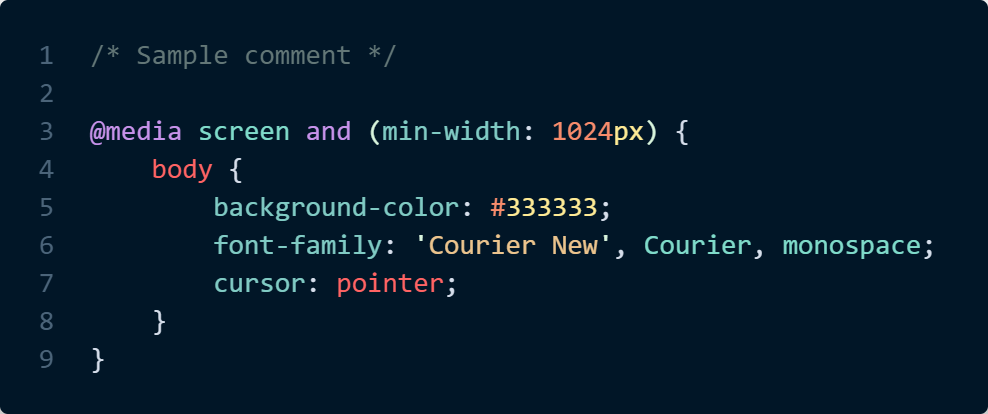 1 /* Sample comment */
2
3 @media screen and (min-width: 1024px) {
4     body {
5         background-color: #333333;
6         font-family: 'Courier New', Courier, monospace;
7         cursor: pointer;
8     }
9 }